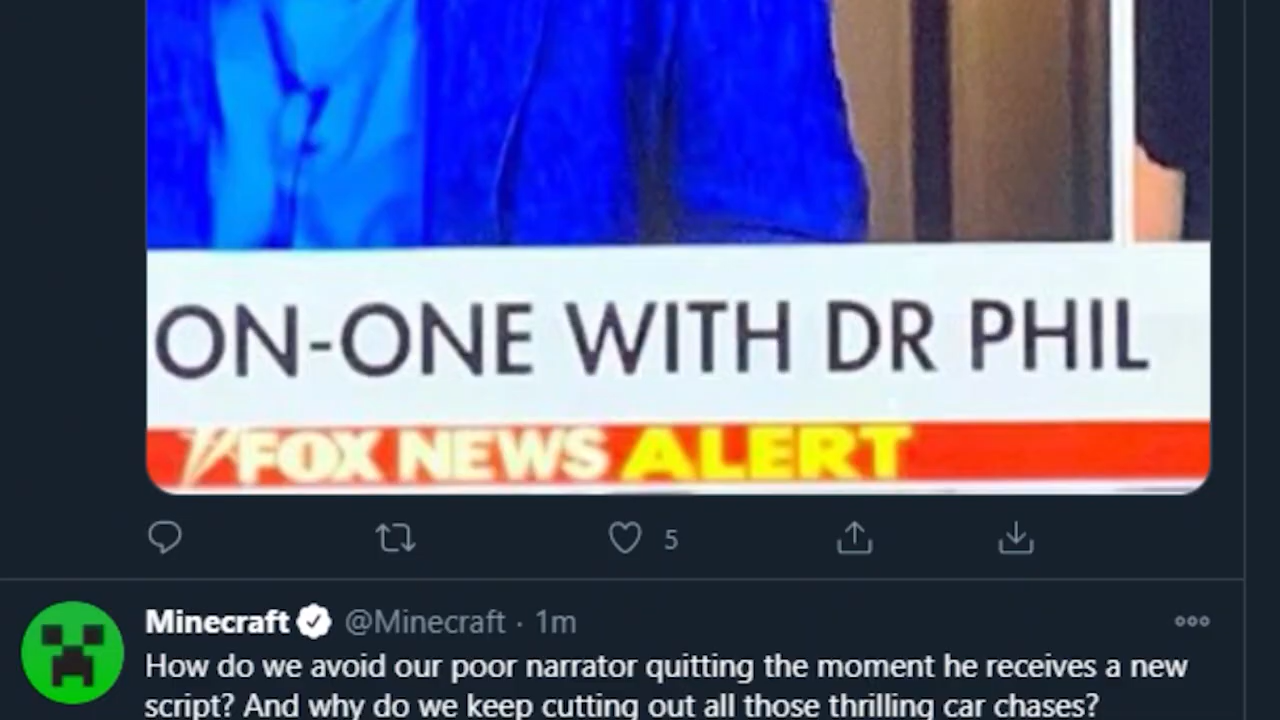 ON-ONE WITH DR PHIL
FOX NEWS ALERT
5
Minecraft @Minecraft · 1m
How do we avoid our poor narrator quitting the moment he receives a new
script? And why do we keep cutting out all those thrilling car chases?